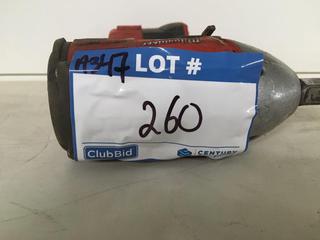 A347
LOT #
260
ClubBid
CENTURY